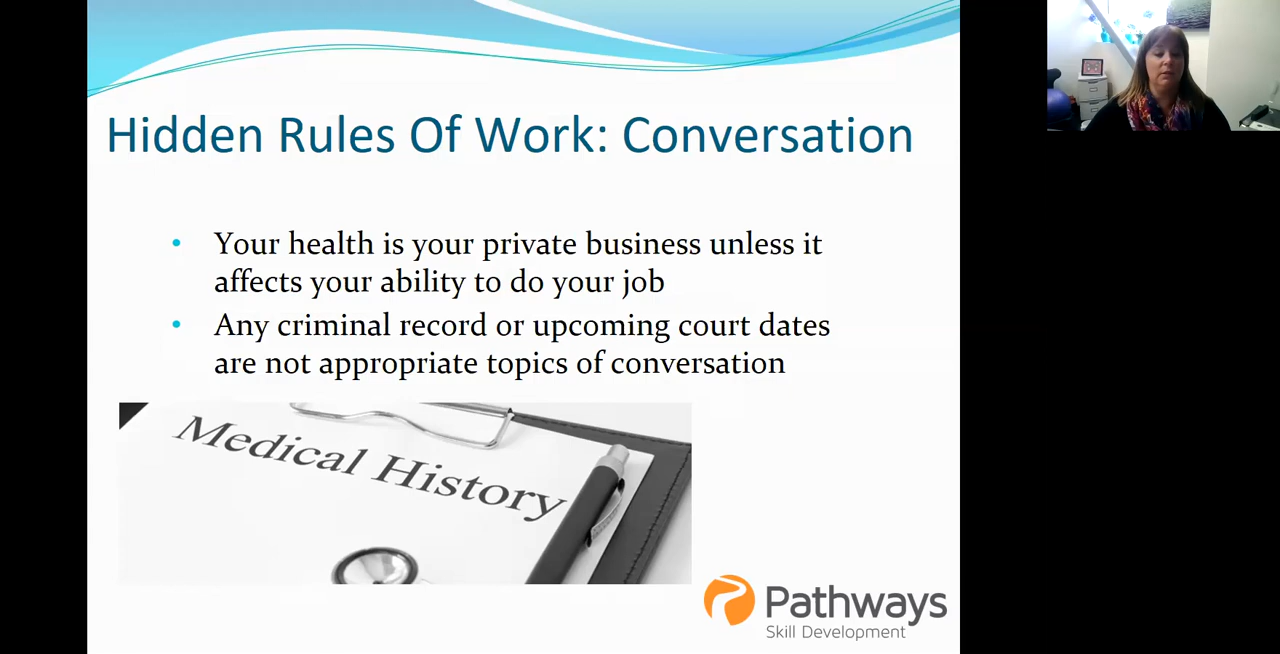 Hidden Rules Of Work: Conversation
• Your health is your private business unless it
affects your ability to do your job
• Any criminal record or upcoming court dates
are not appropriate topics of conversation
Medical History
Pathways
Skill Development